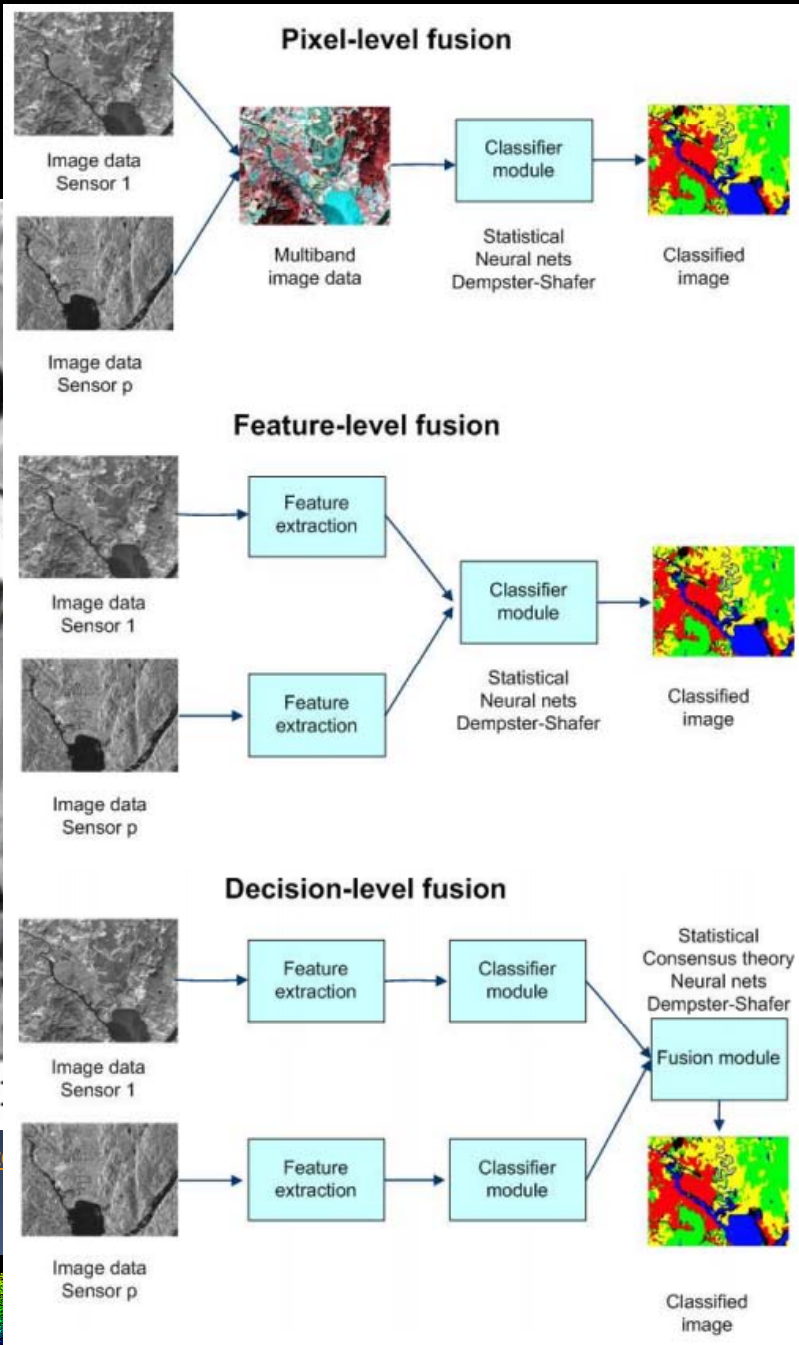 Pixel-level fusion
Image data
Sensor 1
Image data
Sensor p
Multiband
image data
Classifier
module
Statistical
Neural nets
Dempster-Shafer
Classified
image
Feature-level fusion
Image data
Sensor 1
Image data
Sensor p
Feature
extraction
Feature
extraction
Classifier
module
Statistical
Neural nets
Dempster-Shafer
Classified
image
Decision-level fusion
Image data
Sensor 1
Image data
Sensor p
Feature
extraction
Feature
extraction
Classifier
module
Classifier
module
Statistical
Consensus theory
Neural nets
Dempster-Shafer
Fusion module
Classified
image